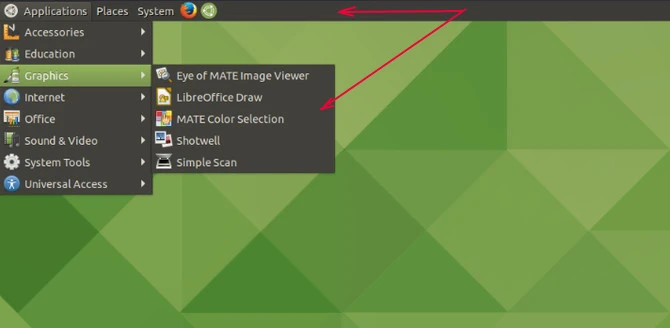 Applications Places System
Accessories
Education
Graphics
Internet
Office
Sound & Video
System Tools
Universal Access
Eye of MATE Image Viewer
LibreOffice Draw
MATE Color Selection
Shotwell
Simple Scan